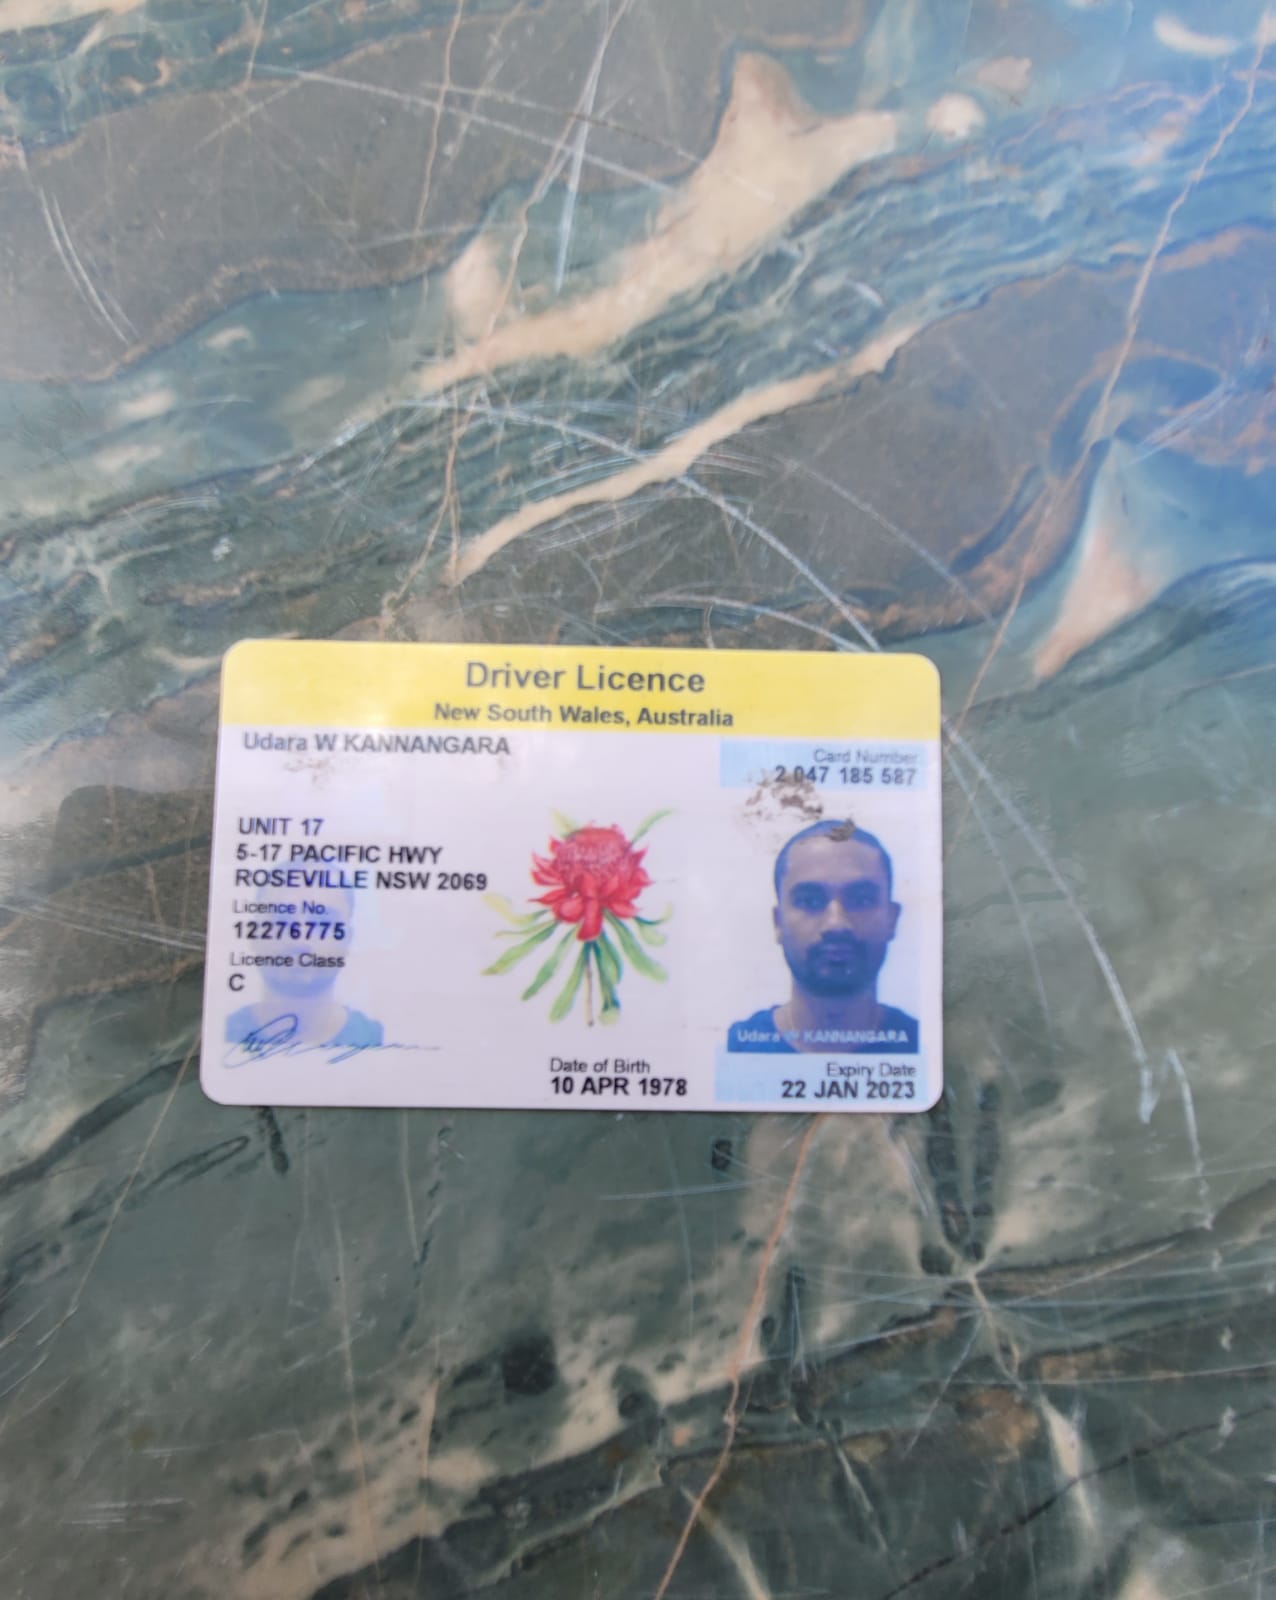 Driver Licence
New South Wales, Australia
Udara W KANNANGARA
Card Number
2 047 185 587
UNIT 17
5-17 PACIFIC HWY
ROSEVILLE NSW 2069
Licence No.
12276775
Licence Class
C
Udara W KANNANGARA
Date of Birth
10 APR 1978
Expiry Date
22 JAN 2023